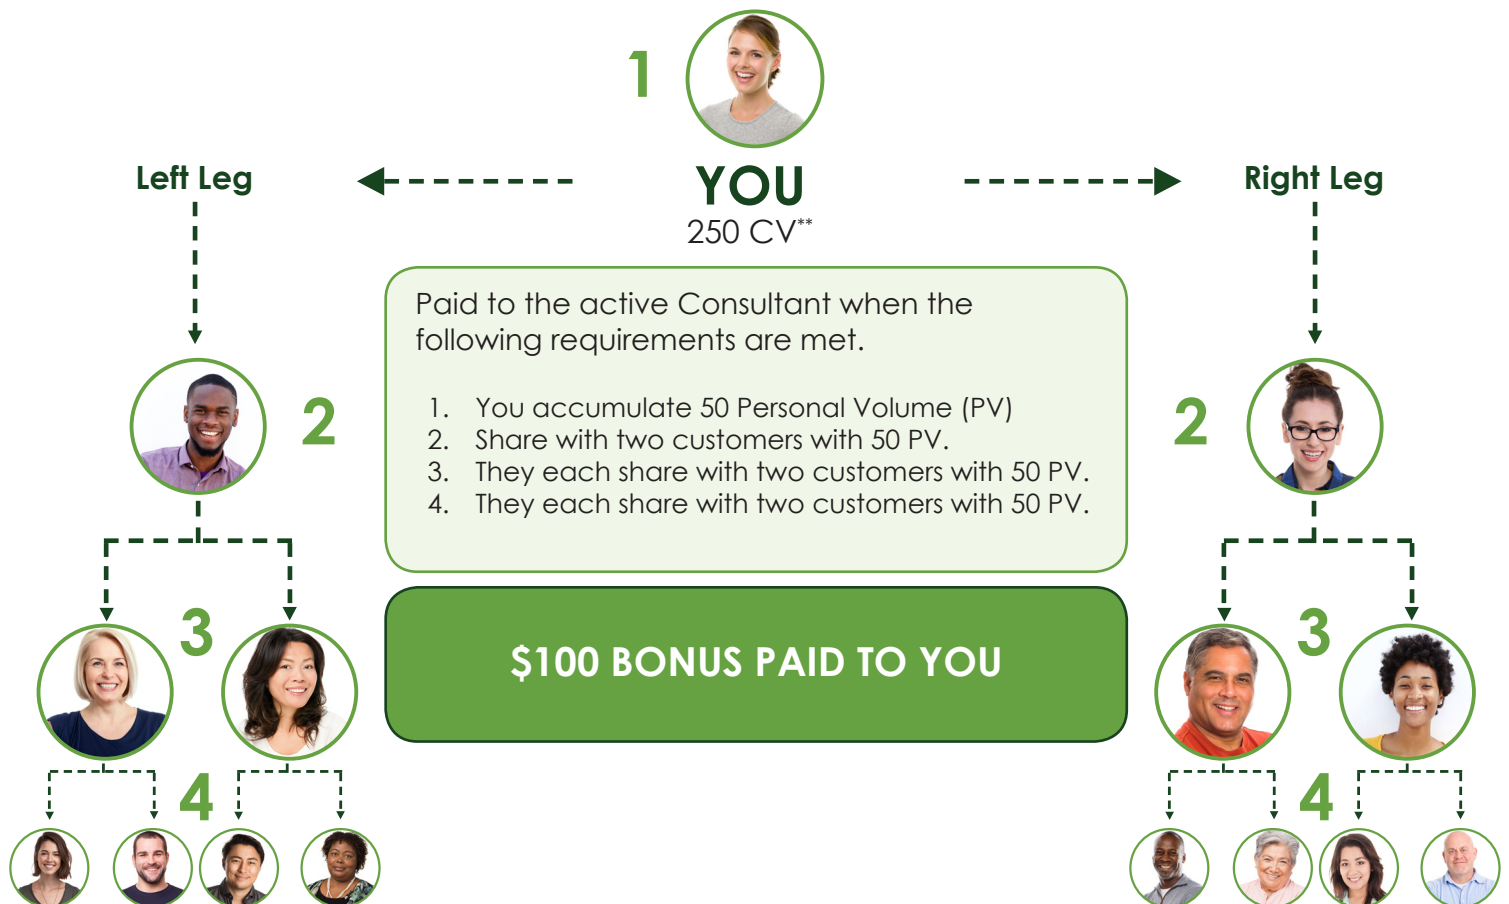 1
Left Leg
YOU
Right Leg
250 CV**
Paid to the active Consultant when the
following requirements are met.
1. You accumulate 50 Personal Volume (PV)
2. Share with two customers with 50 PV.
3. They each share with two customers with 50 PV.
4. They each share with two customers with 50 PV.
2
2
3
3
$100 BONUS PAID TO YOU
4
4